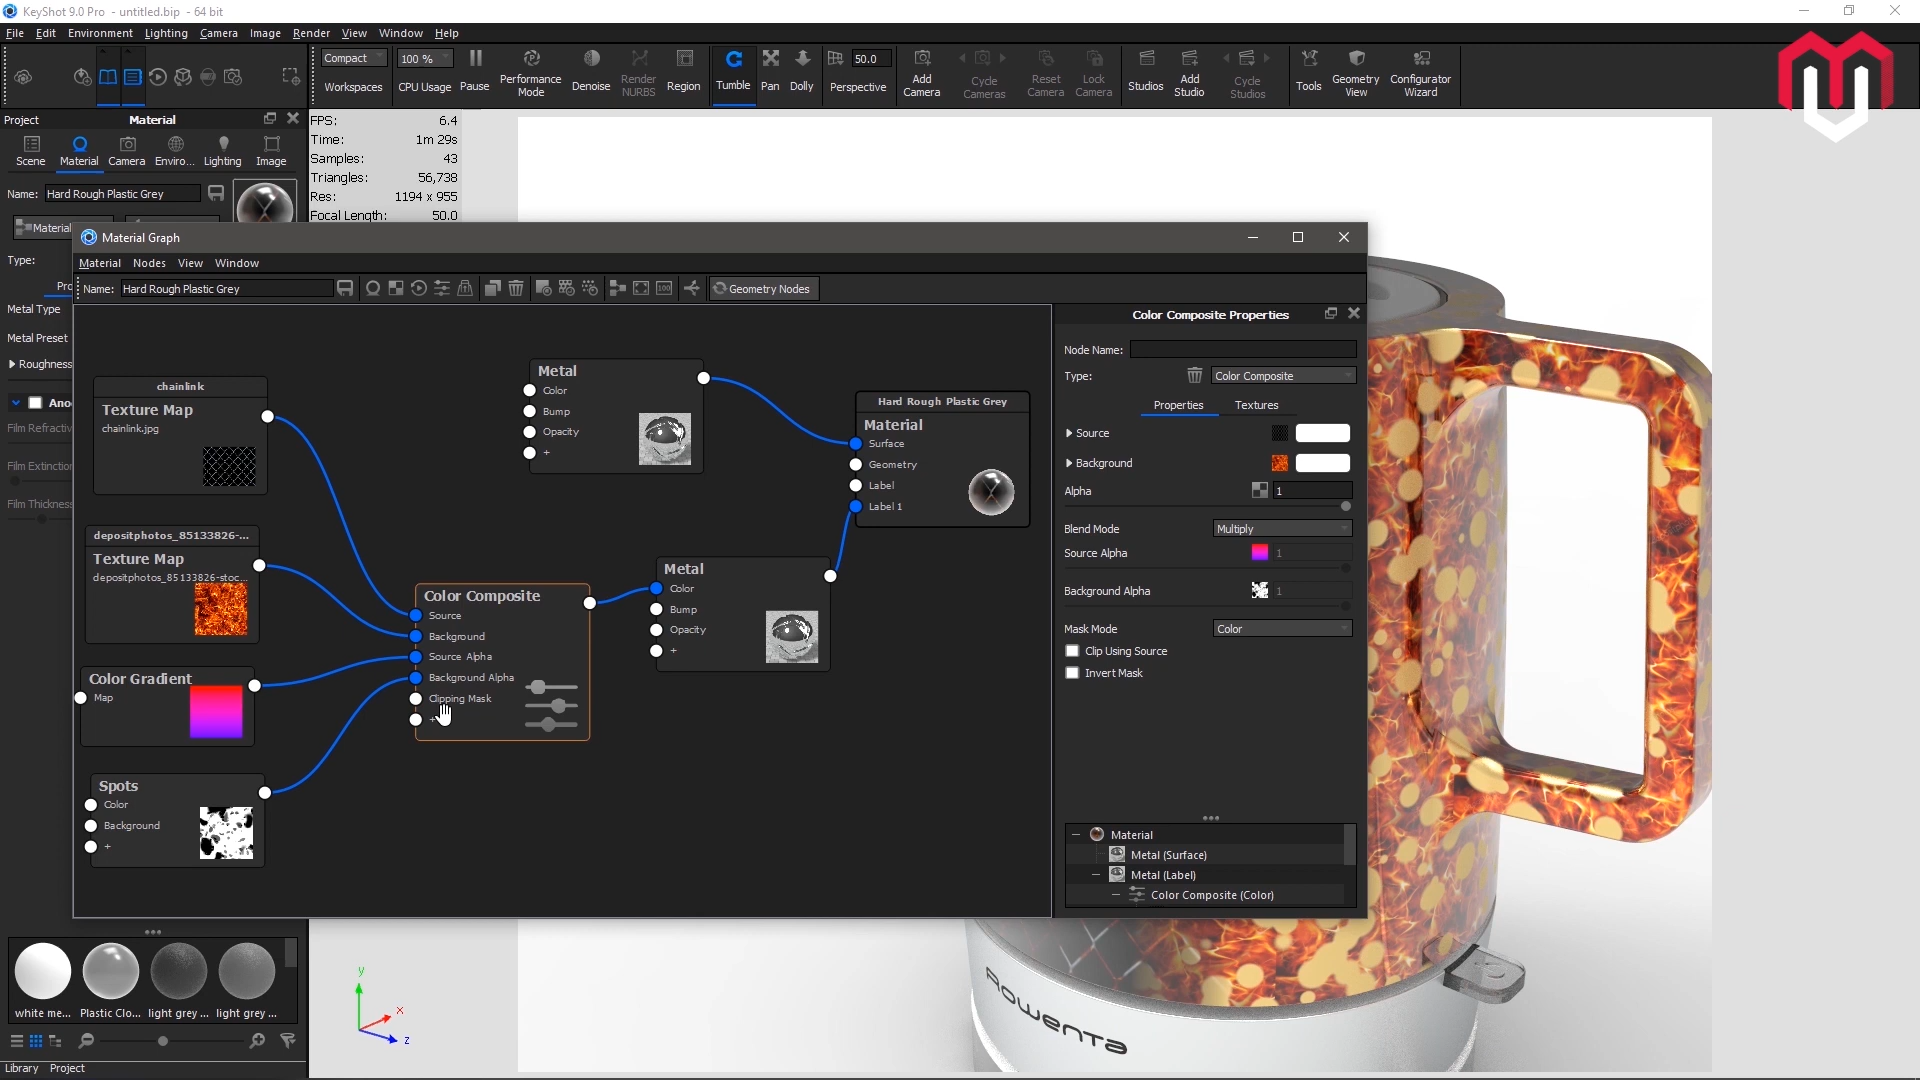 KeyShot 9.0 Pro - untitled.bip - 64 bit
File Edit Environment Lighting Camera Image Render View Window Help
Compact
Workspaces
100 %
CPU Usage
Pause
Performance Mode
Denoise
Render NURBS
Region
Tumble
Pan
Dolly
50.0
Perspective
Add Camera
Cycle Cameras
Reset Camera
Lock Camera
Studios
Add Studio
Cycle Studios
Tools
Geometry View
Configurator Wizard
Project
Material
Scene Material Camera Enviro... Lighting Image
Name: Hard Rough Plastic Grey
Material
Type:
Pro
Metal Type
Metal Preset
Roughness
Ano
Film Refractiv
Film Extinction
Film Thickness
FPS: 6.4
Time: 1m 29s
Samples: 43
Triangles: 56,738
Res: 1194 x 955
Focal Length: 50.0
Material Graph
Material Nodes View Window
Name: Hard Rough Plastic Grey
100
Geometry Nodes
chainlink
Texture Map
chainlink.jpg
depositphotos_85133826-...
Texture Map
depositphotos_85133826-stoc...
Color Gradient
Map
Spots
Color
Background
+
Metal
Color
Bump
Opacity
+
Color Composite
Source
Background
Source Alpha
Background Alpha
Clipping Mask
+
Metal
Color
Bump
Opacity
+
Hard Rough Plastic Grey
Material
Surface
Geometry
Label
Label 1
Color Composite Properties
Node Name:
Type: Color Composite
Properties Textures
Source
Background
Alpha 1
Blend Mode Multiply
Source Alpha 1
Background Alpha 1
Mask Mode Color
Clip Using Source
Invert Mask
Material
Metal (Surface)
Metal (Label)
Color Composite (Color)
white me... Plastic Clo... light grey ... light grey ...
Library Project
y
x
z
Rowenta